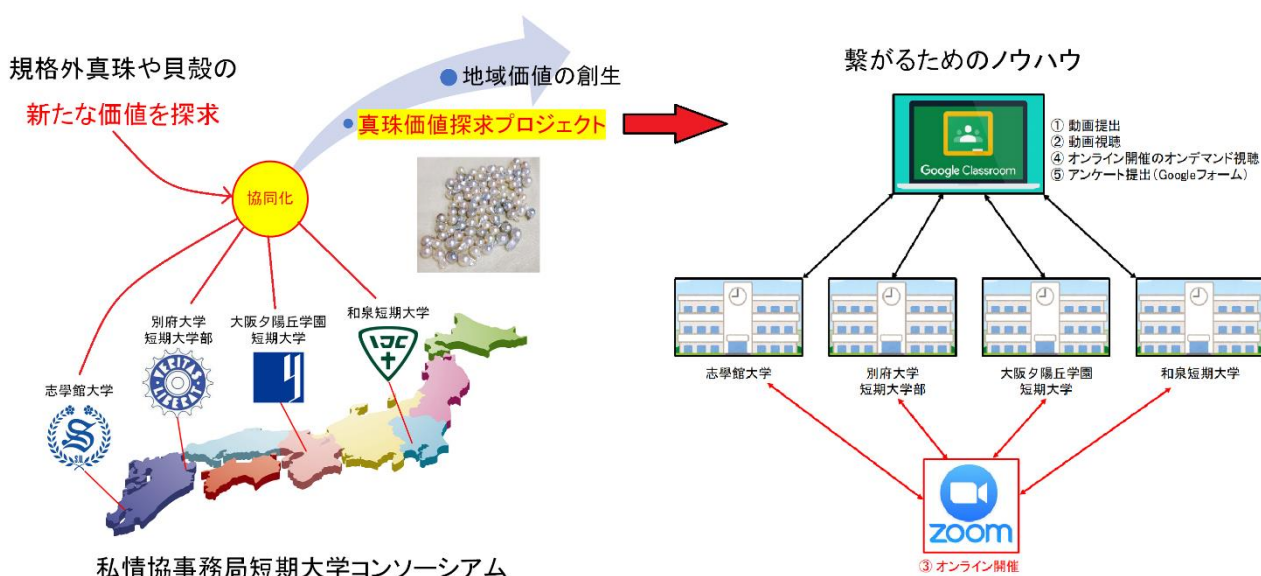 規格外真珠や貝殻の
新たな価値を探求
● 地域価値の創生
• 真珠価値探求プロジェクト
協同化
志學館大学
S
S.U.
別府大学
短期大学部
VERITAS LIBERAT
大阪夕陽丘学園
短期大学
和泉短期大学
IJC
私情協事務局短期大学コンソーシアム
繋がるためのノウハウ
Google Classroom
① 動画提出
② 動画視聴
④ オンライン開催のオンデマンド視聴
⑤ アンケート提出(Googleフォーム)
志學館大学
別府大学
短期大学部
大阪夕陽丘学園
短期大学
和泉短期大学
zoom
③ オンライン開催